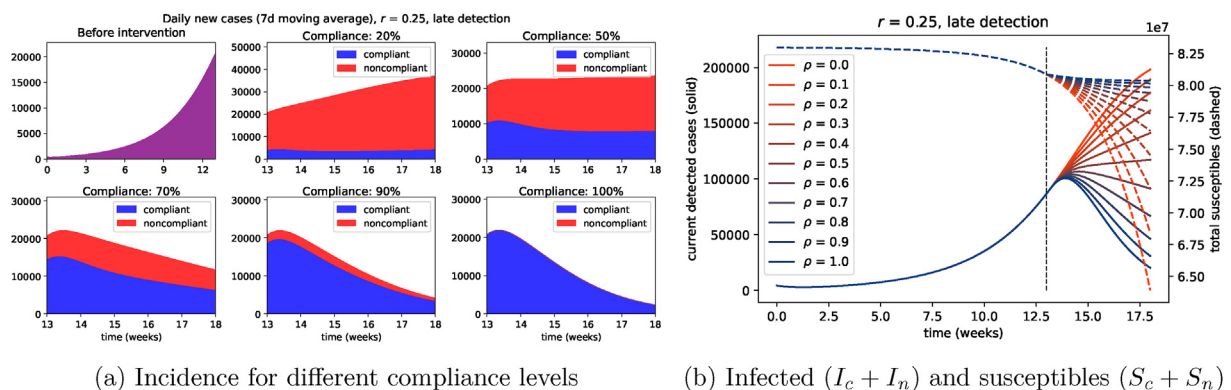 Daily new cases (7d moving average), r = 0.25, late detection
Before intervention
20000
15000
10000
5000
0
0 3 6 9 12
Compliance: 20%
50000
40000
30000
20000
10000
0
compliant
noncompliant
13 14 15 16 17 18
Compliance: 50%
30000
20000
10000
0
compliant
noncompliant
13 14 15 16 17 18
Compliance: 70%
30000
20000
10000
0
compliant
noncompliant
13 14 15 16 17 18
time (weeks)
Compliance: 90%
30000
20000
10000
0
compliant
noncompliant
13 14 15 16 17 18
time (weeks)
Compliance: 100%
30000
20000
10000
0
compliant
noncompliant
13 14 15 16 17 18
time (weeks)
(a) Incidence for different compliance levels
r = 0.25, late detection
1e7
current detected cases (solid)
200000
150000
100000
50000
0
ρ = 0.0
ρ = 0.1
ρ = 0.2
ρ = 0.3
ρ = 0.4
ρ = 0.5
ρ = 0.6
ρ = 0.7
ρ = 0.8
ρ = 0.9
ρ = 1.0
8.25
8.00
7.75
7.50
7.25
7.00
6.75
6.50
total susceptibles (dashed)
0.0 2.5 5.0 7.5 10.0 12.5 15.0 17.5
time (weeks)
(b) Infected (I_c + I_n) and susceptibles (S_c + S_n)